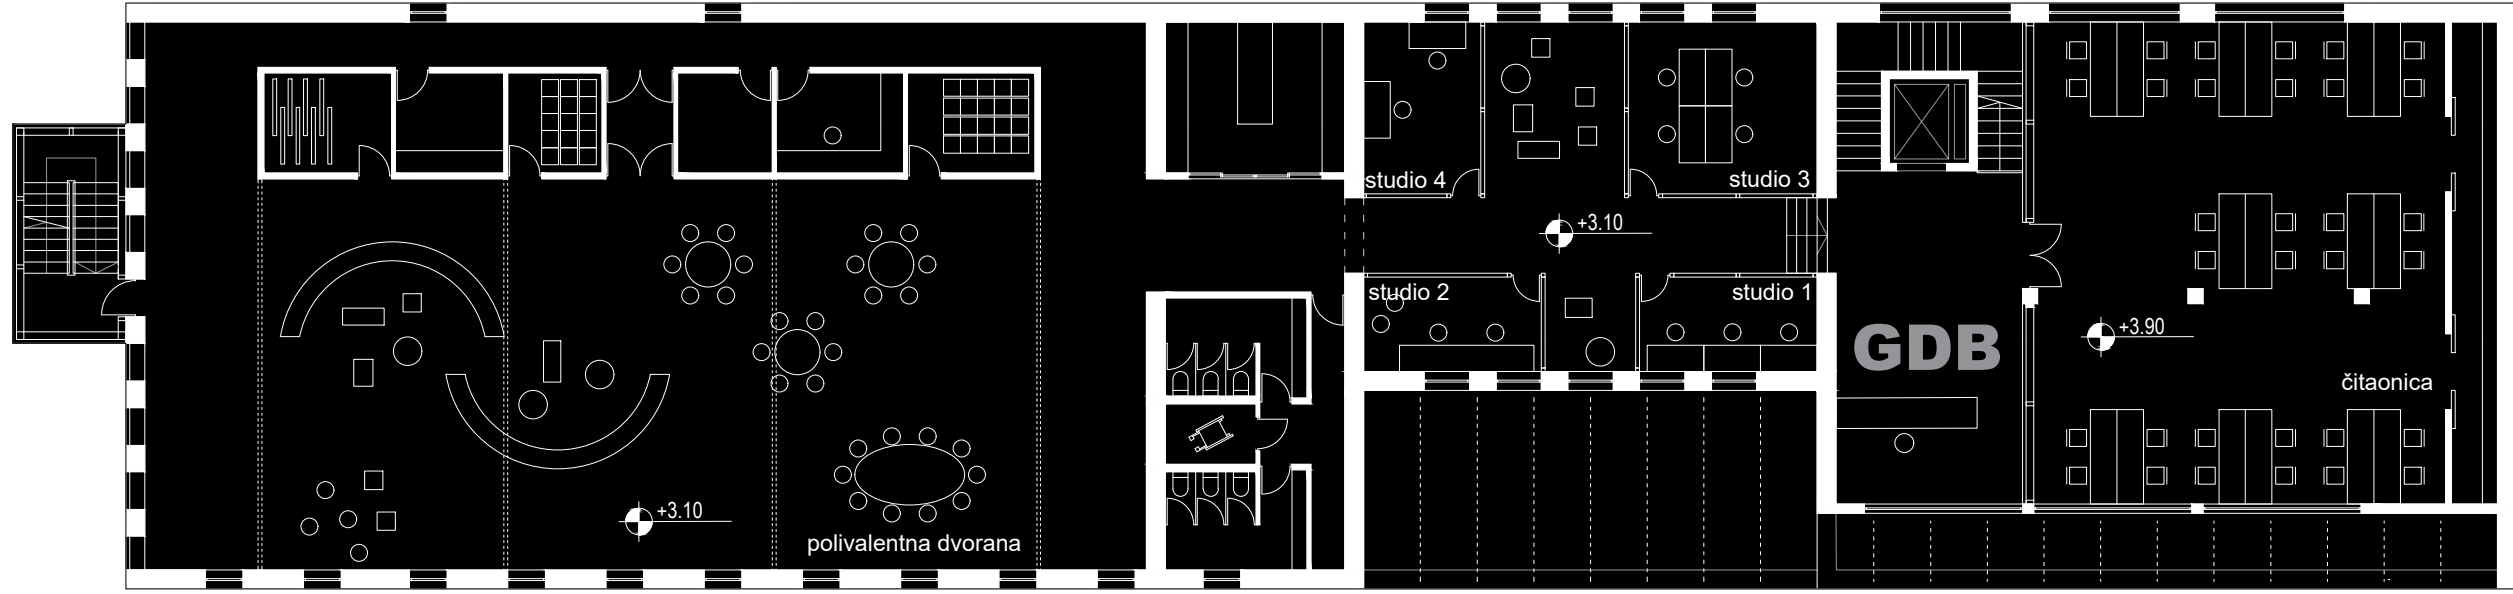 studio 4
studio 3
+3.10
studio 2
studio 1
GDB
+3.90
čitaonica
+3.10
polivalentna dvorana